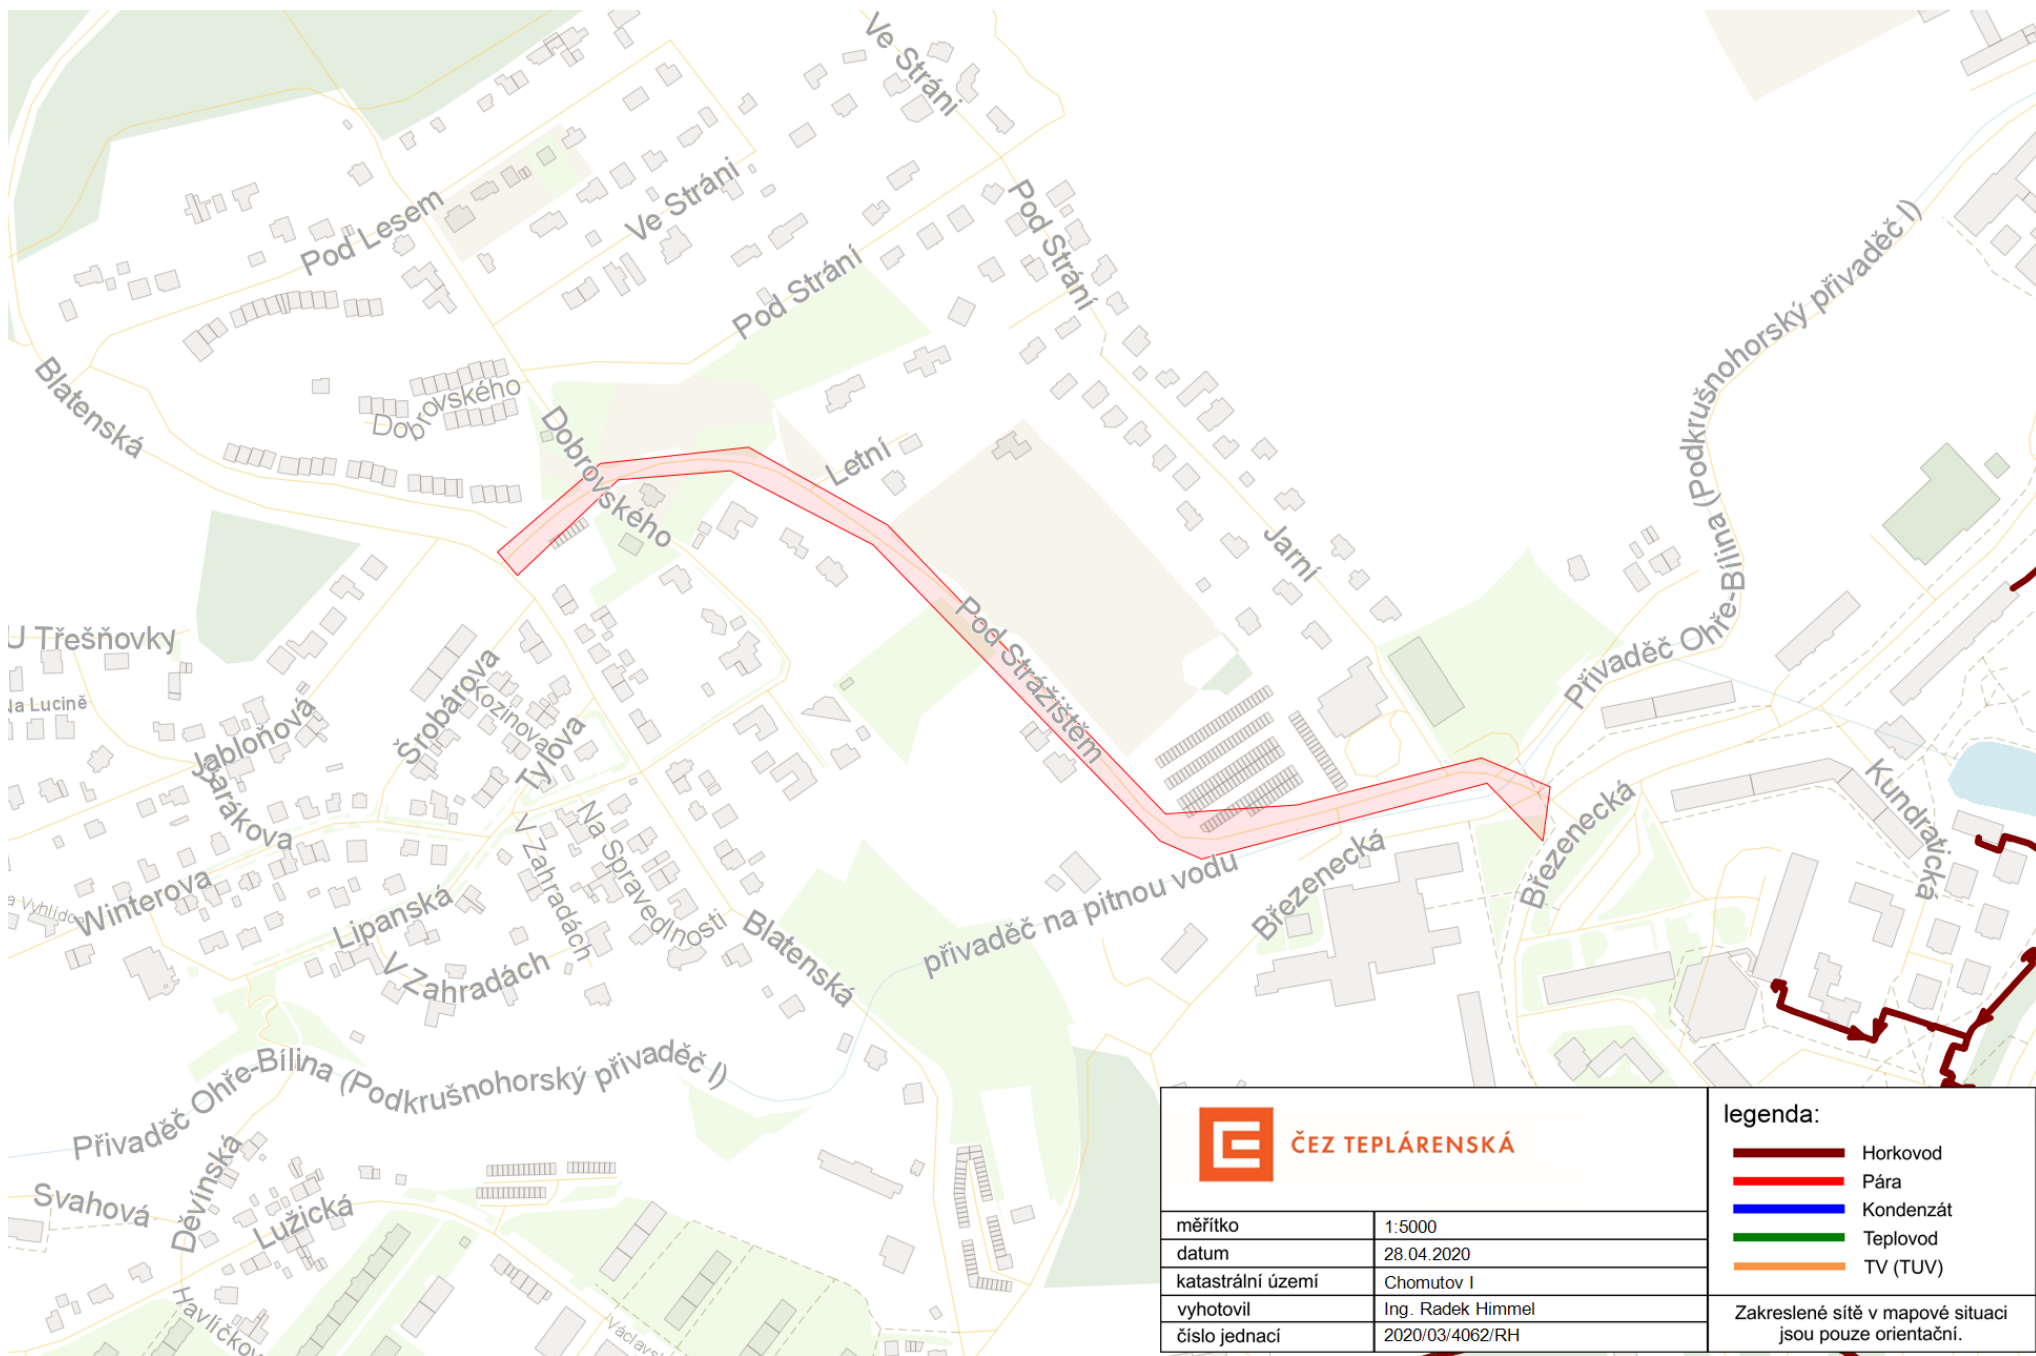 Ve Stráni
Pod Lesem
Ve Stráni
Pod Strání
Pod Strání
Přivaděč Ohře-Bílina (Podkrušnohorský přivaděč I)
Blatenská
Dobrovského
Dobrovského
Letní
Jarní
Pod Strážištěm
U Třešňovky
Na Lucině
Jabloňová
Šrobárova
Kozinova
Tylova
Barákova
Na Spravedlnosti
V Zahradách
Winterova
Lipanská
V Zahradách
Blatenská
přivaděč na pitnou vodu
Březenecká
Březenecká
Kundratická
Přivaděč Ohře-Bílina (Podkrušnohorský přivaděč I)
Svahová
Děvínská
Lužická
Havlíčkov
Václavsk
ČEZ TEPLÁRENSKÁ
měřítko 1:5000
datum 28.04.2020
katastrální území Chomutov I
vyhotovil Ing. Radek Himmel
číslo jednací 2020/03/4062/RH
legenda:
Horkovod
Pára
Kondenzát
Teplovod
TV (TUV)
Zakreslené sítě v mapové situaci
jsou pouze orientační.